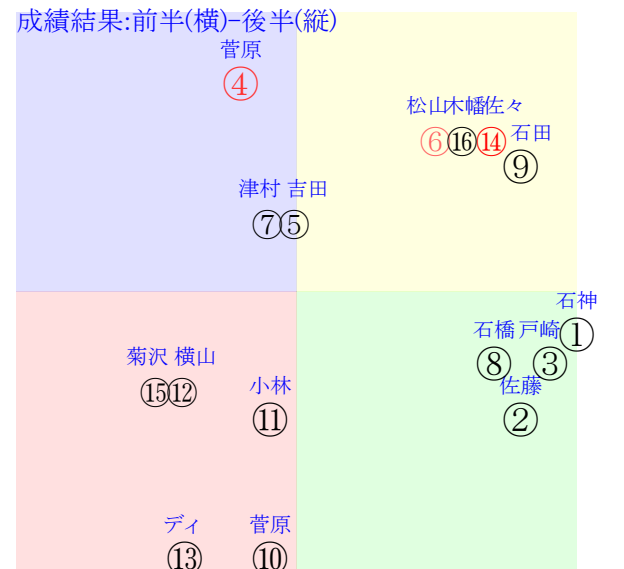 成績結果:前半(横)-後半(縦)
菅原
④
松山木幡佐々
⑥⑯⑭
石田
⑨
津村 吉田
⑦⑤
石神
①
石橋 戸崎
⑧ ③
佐藤
②
菊沢 横山
⑮⑫
小林
⑪
ディ 菅原
⑬ ⑩